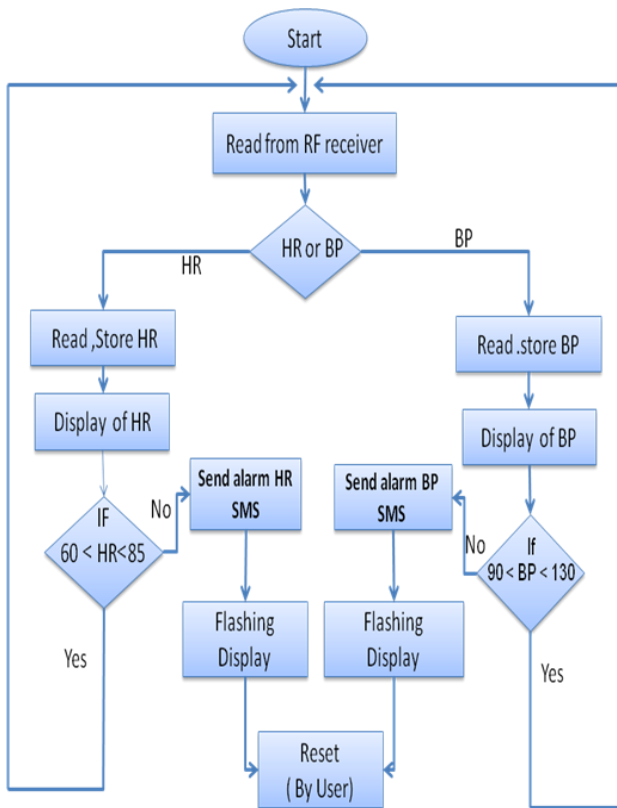 Start
Read from RF receiver
HR or BP
HR
BP
Read ,Store HR
Read .store BP
Display of HR
Display of BP
Send alarm HR
SMS
Send alarm BP
SMS
IF
60 < HR<85
No
No
If
90 < BP < 130
Flashing
Display
Flashing
Display
Yes
Yes
Reset
( By User)